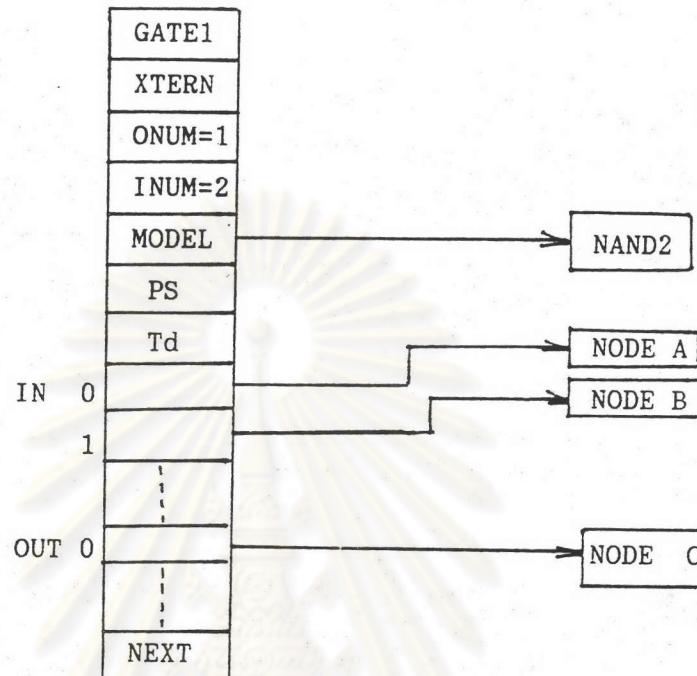 GATE1
XTERN
ONUM=1
INUM=2
MODEL
NAND2
PS
Td
NODE A
IN 0
NODE B
1
OUT 0
NODE C
NEXT